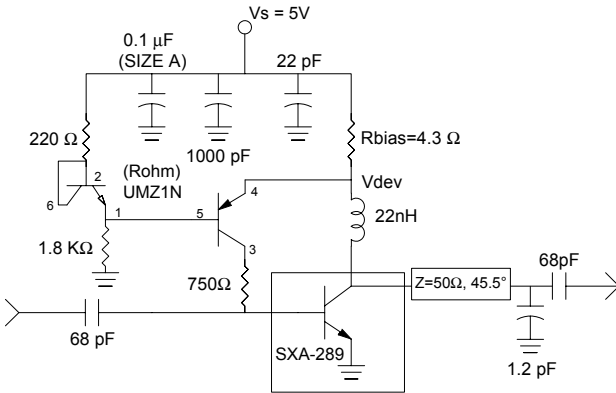 Vs = 5V
0.1 µF
(SIZE A)
22 pF
220 Ω
1000 pF
Rbias=4.3 Ω
(Rohm)
UMZ1N
2
6
4
Vdev
1
5
22nH
1.8 KΩ
3
750Ω
Z=50Ω, 45.5°
68pF
68 pF
SXA-289
1.2 pF